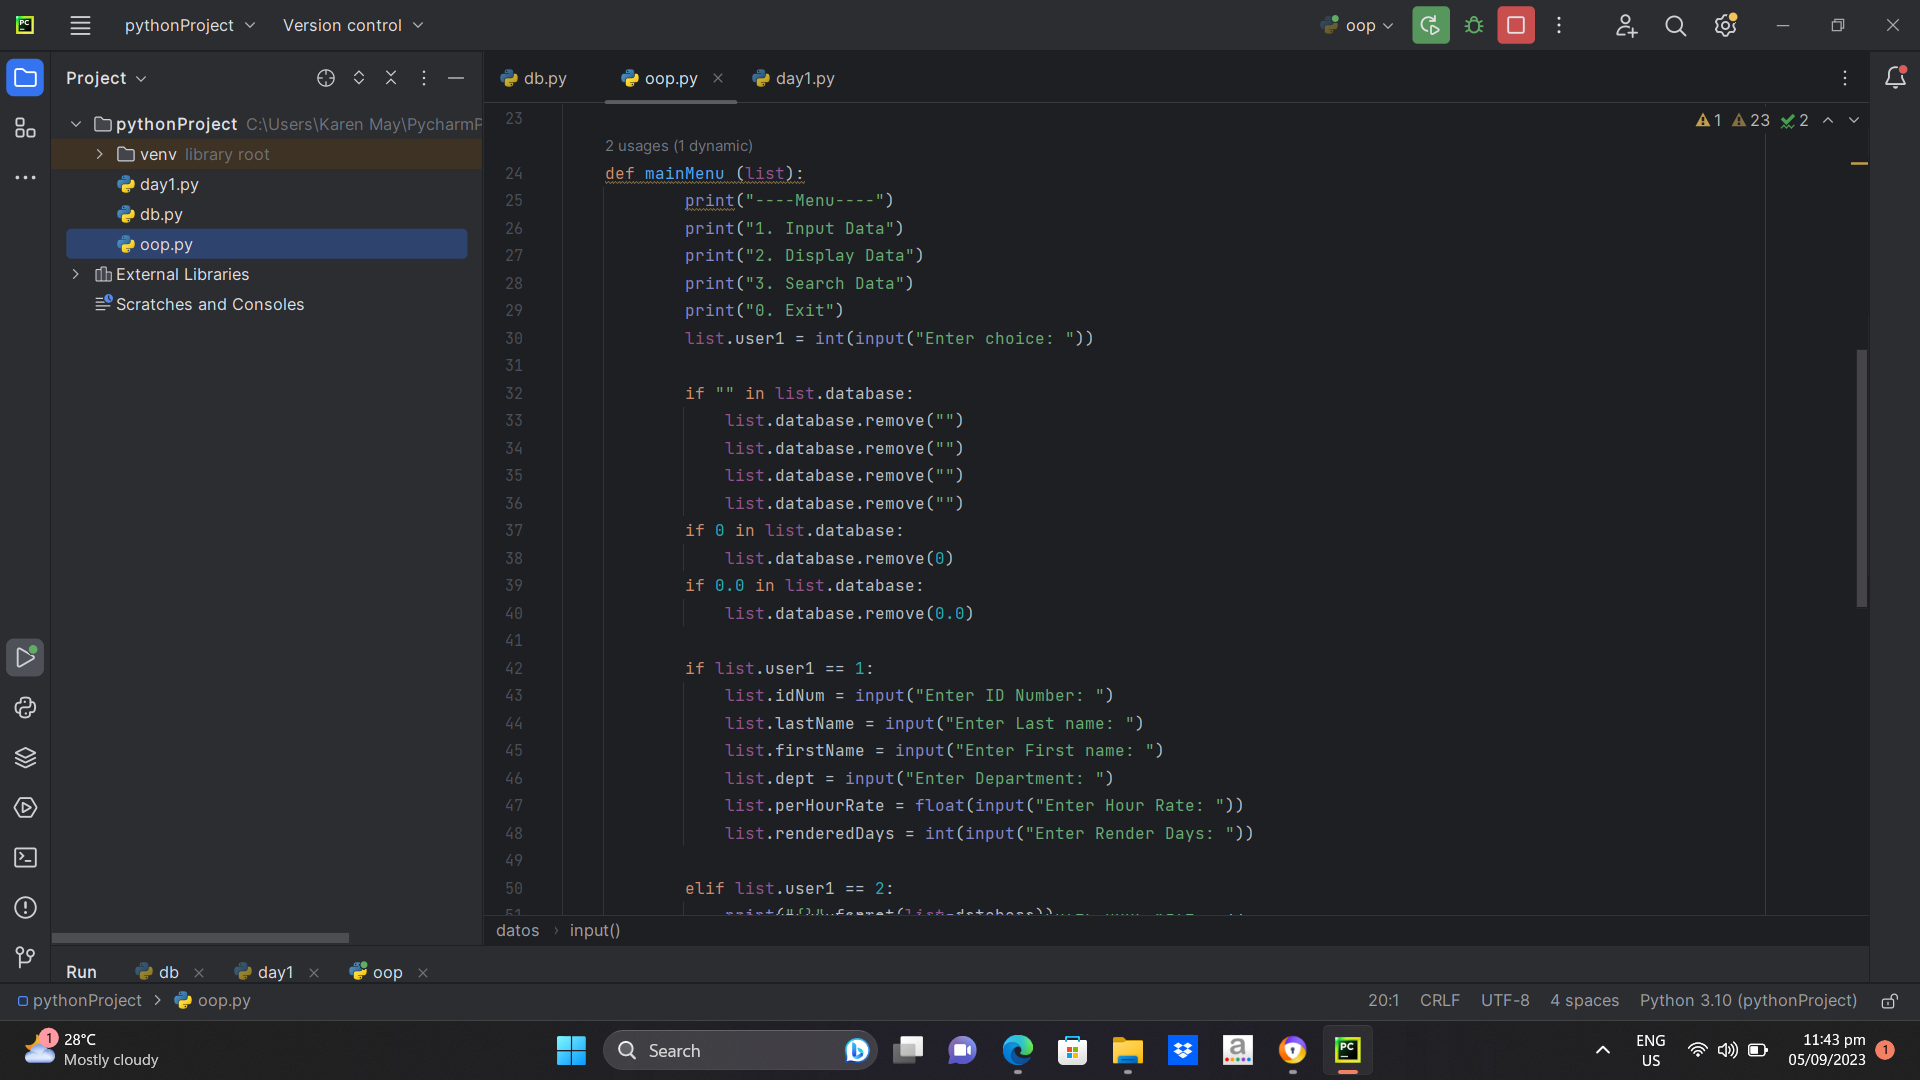 PC
pythonProject
Version control
oop
Project
db.py
oop.py
day1.py
pythonProject C:\Users\Karen May\PycharmP
venv library root
day1.py
db.py
oop.py
External Libraries
Scratches and Consoles
1 23 2
23
2 usages (1 dynamic)
24 def mainMenu (list):
25 print("----Menu----")
26 print("1. Input Data")
27 print("2. Display Data")
28 print("3. Search Data")
29 print("0. Exit")
30 list.user1 = int(input("Enter choice: "))
31
32 if "" in list.database:
33 list.database.remove("")
34 list.database.remove("")
35 list.database.remove("")
36 list.database.remove("")
37 if 0 in list.database:
38 list.database.remove(0)
39 if 0.0 in list.database:
40 list.database.remove(0.0)
41
42 if list.user1 == 1:
43 list.idNum = input("Enter ID Number: ")
44 list.lastName = input("Enter Last name: ")
45 list.firstName = input("Enter First name: ")
46 list.dept = input("Enter Department: ")
47 list.perHourRate = float(input("Enter Hour Rate: "))
48 list.renderedDays = int(input("Enter Render Days: "))
49
50 elif list.user1 == 2:
datos › input()
Run
db
day1
oop
pythonProject > oop.py
20:1 CRLF UTF-8 4 spaces Python 3.10 (pythonProject)
1
28°C
Mostly cloudy
Search
a
PC
ENG
US
11:43 pm
05/09/2023
1